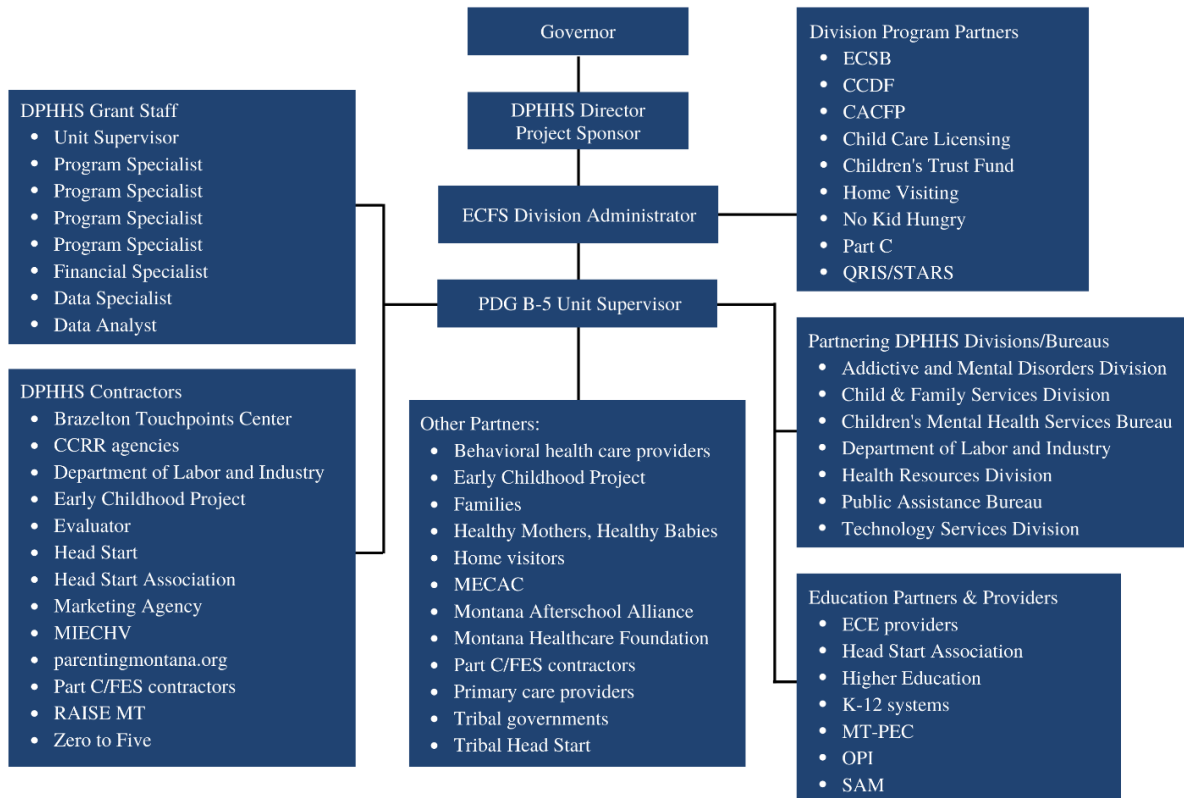 Governor
DPHHS Director
Project Sponsor
ECFS Division Administrator
PDG B-5 Unit Supervisor
Division Program Partners
• ECSB
• CCDF
• CACFP
• Child Care Licensing
• Children's Trust Fund
• Home Visiting
• No Kid Hungry
• Part C
• QRIS/STARS
DPHHS Grant Staff
• Unit Supervisor
• Program Specialist
• Program Specialist
• Program Specialist
• Program Specialist
• Financial Specialist
• Data Specialist
• Data Analyst
DPHHS Contractors
• Brazelton Touchpoints Center
• CCRR agencies
• Department of Labor and Industry
• Early Childhood Project
• Evaluator
• Head Start
• Head Start Association
• Marketing Agency
• MIECHV
• parentingmontana.org
• Part C/FES contractors
• RAISE MT
• Zero to Five
Other Partners:
• Behavioral health care providers
• Early Childhood Project
• Families
• Healthy Mothers, Healthy Babies
• Home visitors
• MECAC
• Montana Afterschool Alliance
• Montana Healthcare Foundation
• Part C/FES contractors
• Primary care providers
• Tribal governments
• Tribal Head Start
Partnering DPHHS Divisions/Bureaus
• Addictive and Mental Disorders Division
• Child & Family Services Division
• Children's Mental Health Services Bureau
• Department of Labor and Industry
• Health Resources Division
• Public Assistance Bureau
• Technology Services Division
Education Partners & Providers
• ECE providers
• Head Start Association
• Higher Education
• K-12 systems
• MT-PEC
• OPI
• SAM